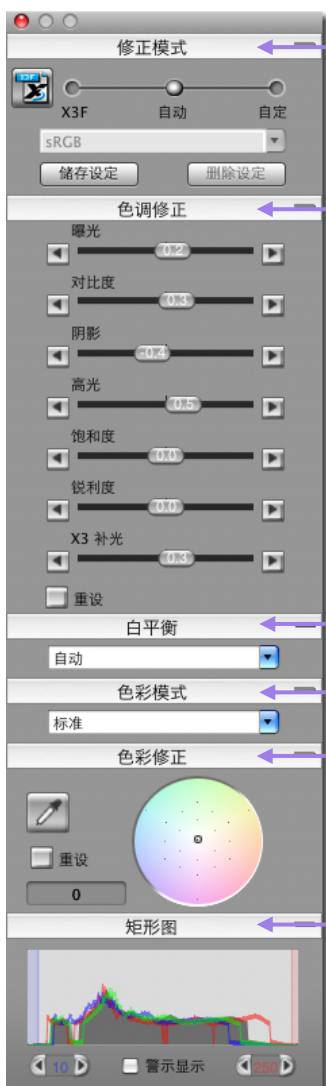 修正模式
X3F
X3F 自动 自定
sRGB
储存设定 删除设定
色调修正
曝光
0.2
对比度
0.3
阴影
-0.4
高光
0.5
饱和度
0.0
锐利度
0.0
X3 补光
0.3
重设
白平衡
自动
色彩模式
标准
色彩修正
重设
0
矩形图
10 警示显示 250